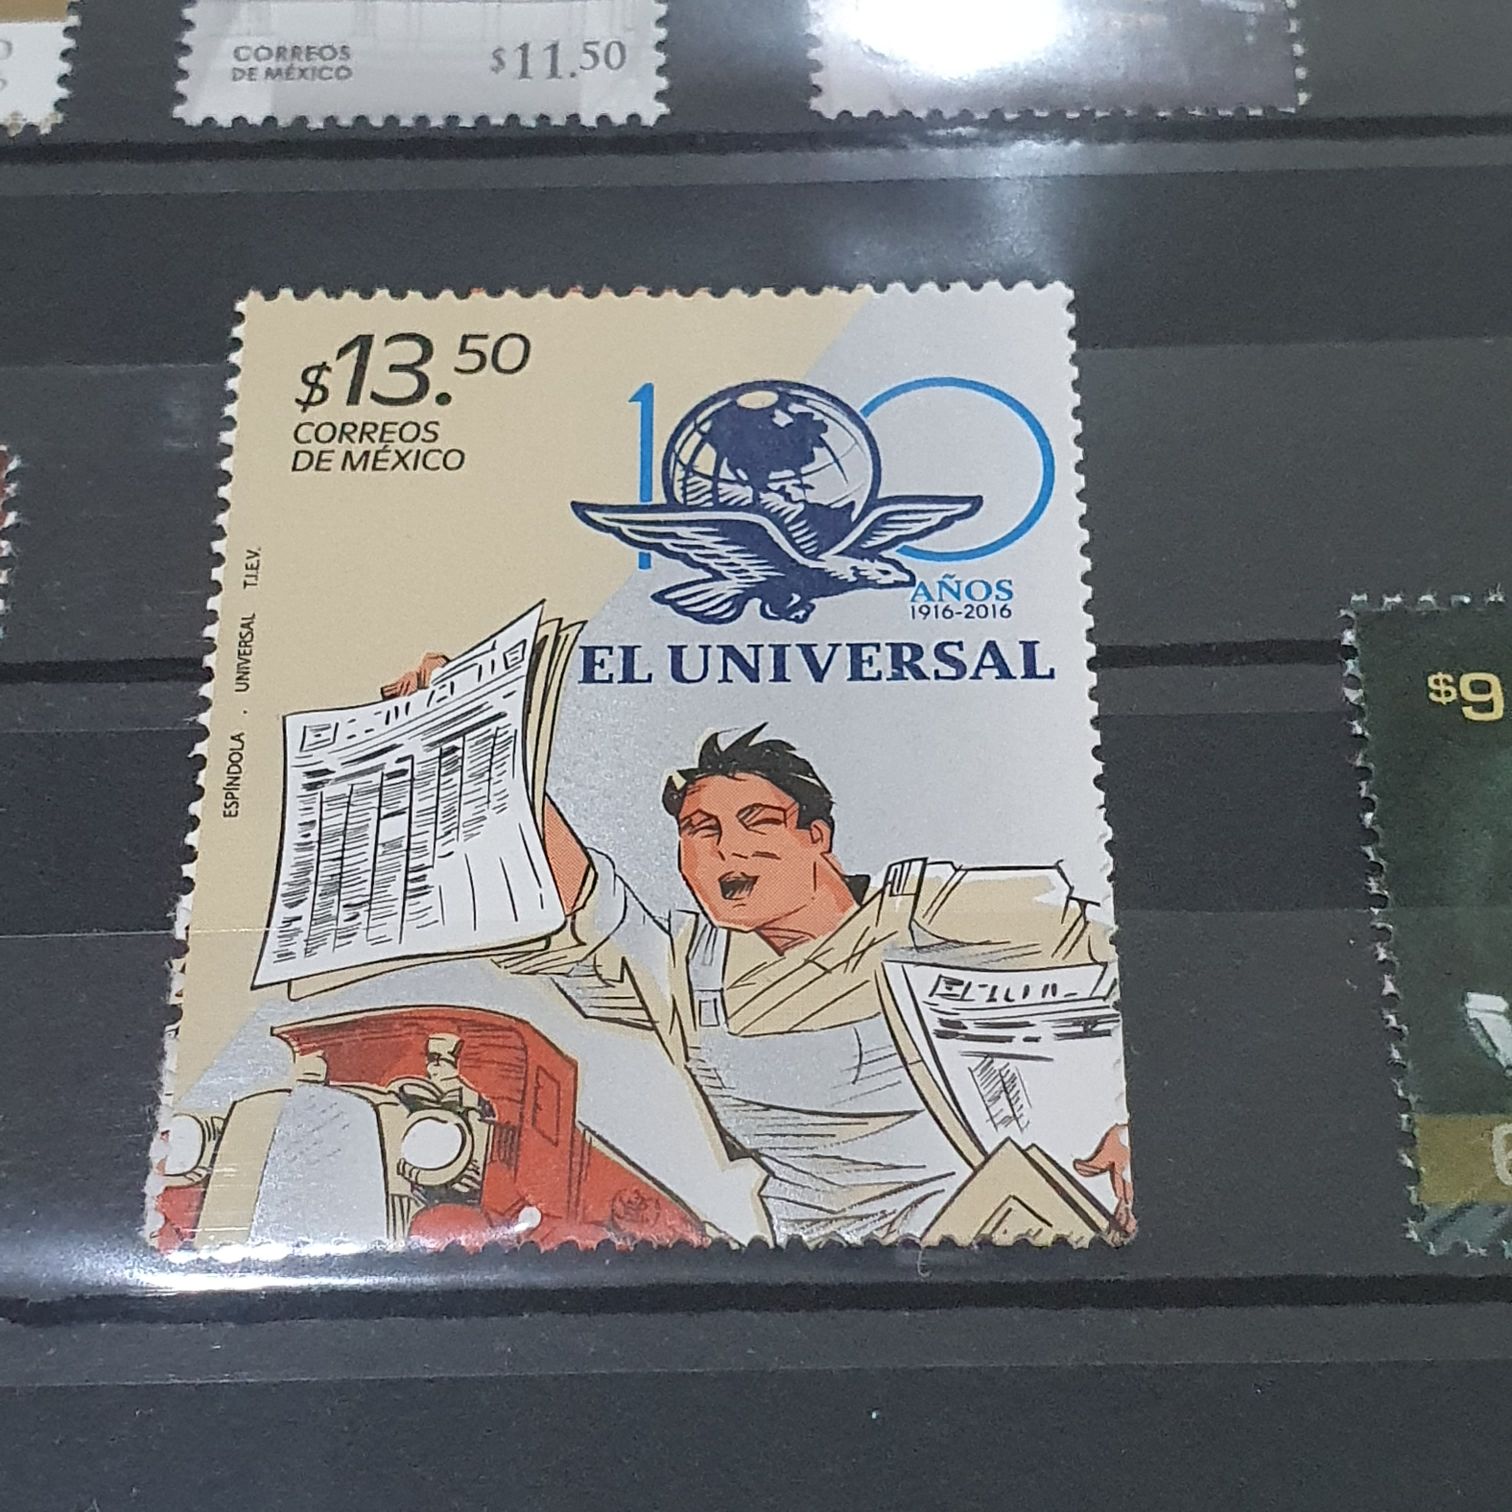 CORREOS
DE MÉXICO
$11.50
$13.50
CORREOS
DE MÉXICO
100
AÑOS
1916-2016
EL UNIVERSAL
ESPÍNDOLA . UNIVERSAL T.I.E.V.
$9